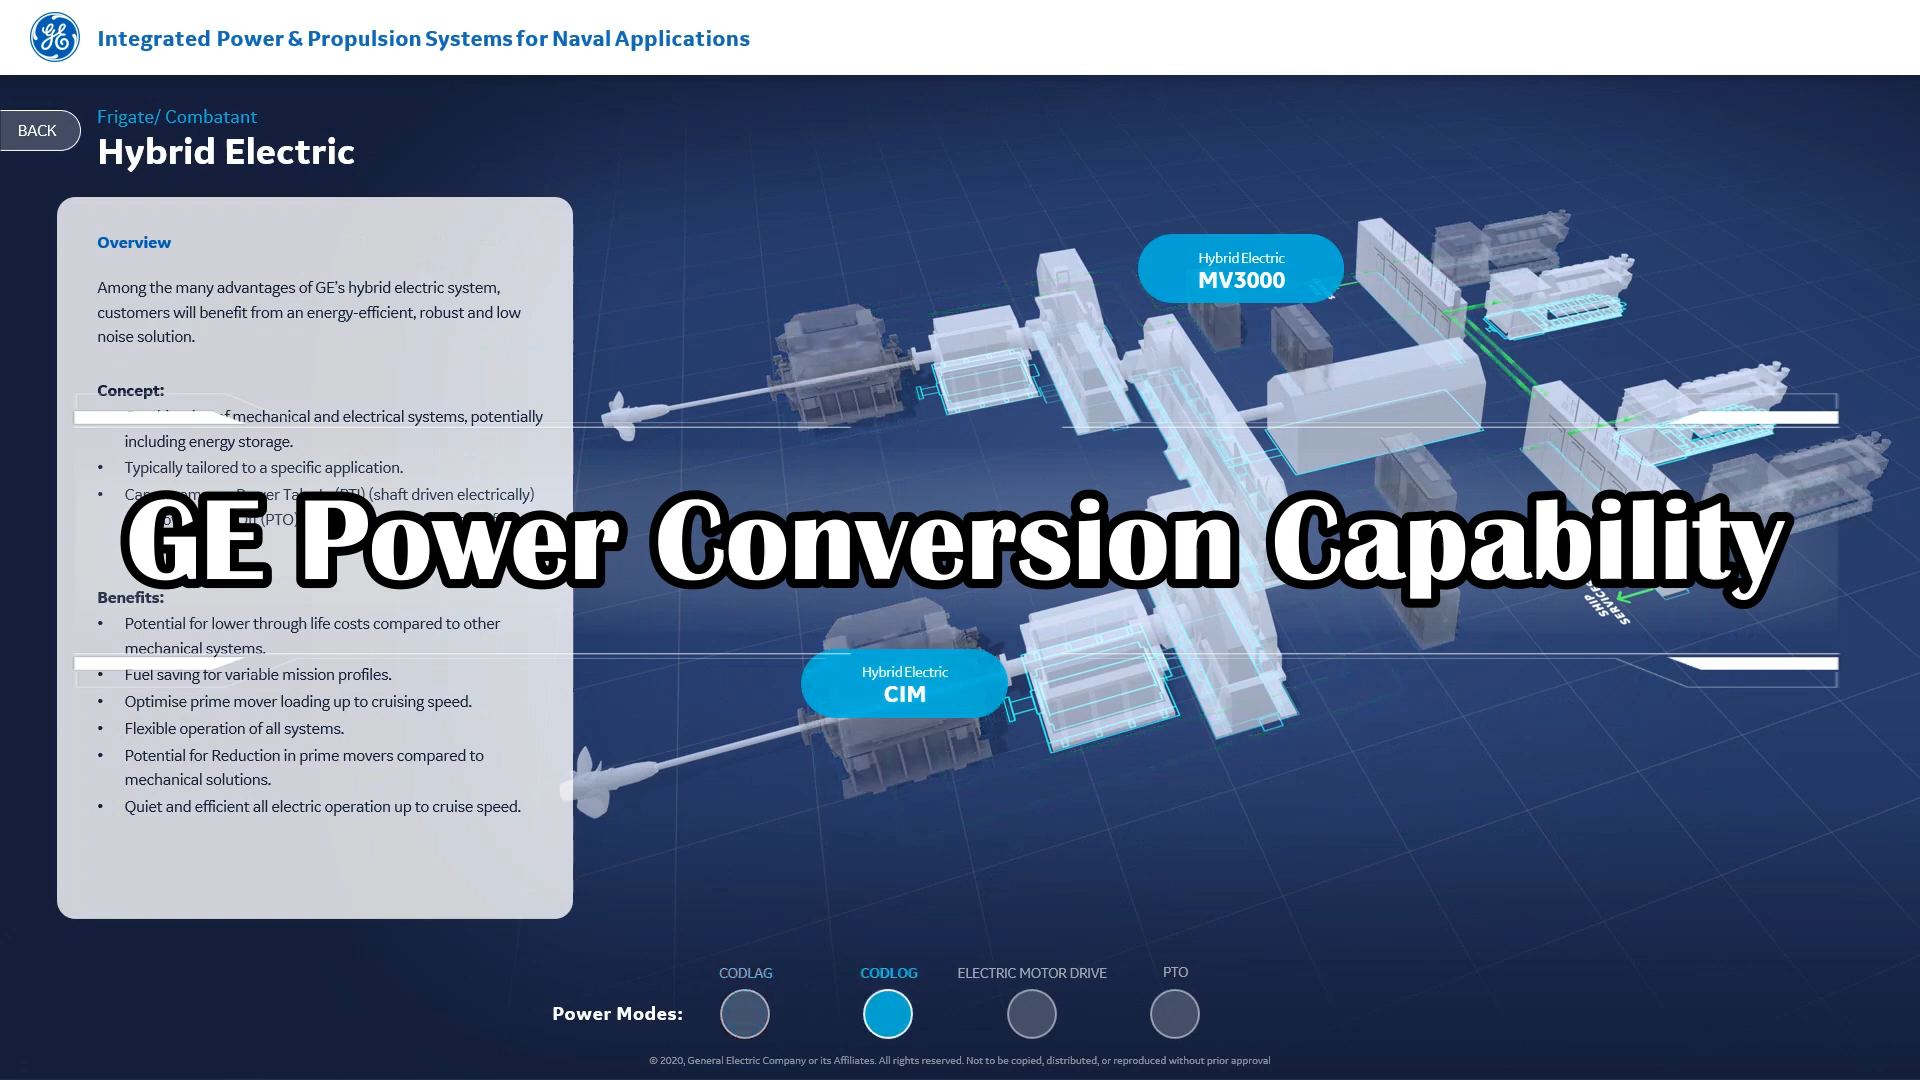 GE
Integrated Power & Propulsion Systems for Naval Applications
BACK
Frigate/ Combatant
Hybrid Electric
Overview
Among the many advantages of GE's hybrid electric system,
customers will benefit from an energy-efficient, robust and low
noise solution.
Concept:
of mechanical and electrical systems, potentially
including energy storage.
• Typically tailored to a specific application.
• (PTI) (shaft driven electrically)
(PTO)
Benefits:
• Potential for lower through life costs compared to other
mechanical systems.
• Fuel saving for variable mission profiles.
• Optimise prime mover loading up to cruising speed.
• Flexible operation of all systems.
• Potential for Reduction in prime movers compared to
mechanical solutions.
• Quiet and efficient all electric operation up to cruise speed.
Hybrid Electric
MV3000
GE Power Conversion Capability
SHIP
SERVICES
Hybrid Electric
CIM
Power Modes:
CODLAG
CODLOG
ELECTRIC MOTOR DRIVE
PTO
© 2020, General Electric Company or its Affiliates. All rights reserved. Not to be copied, distributed, or reproduced without prior approval